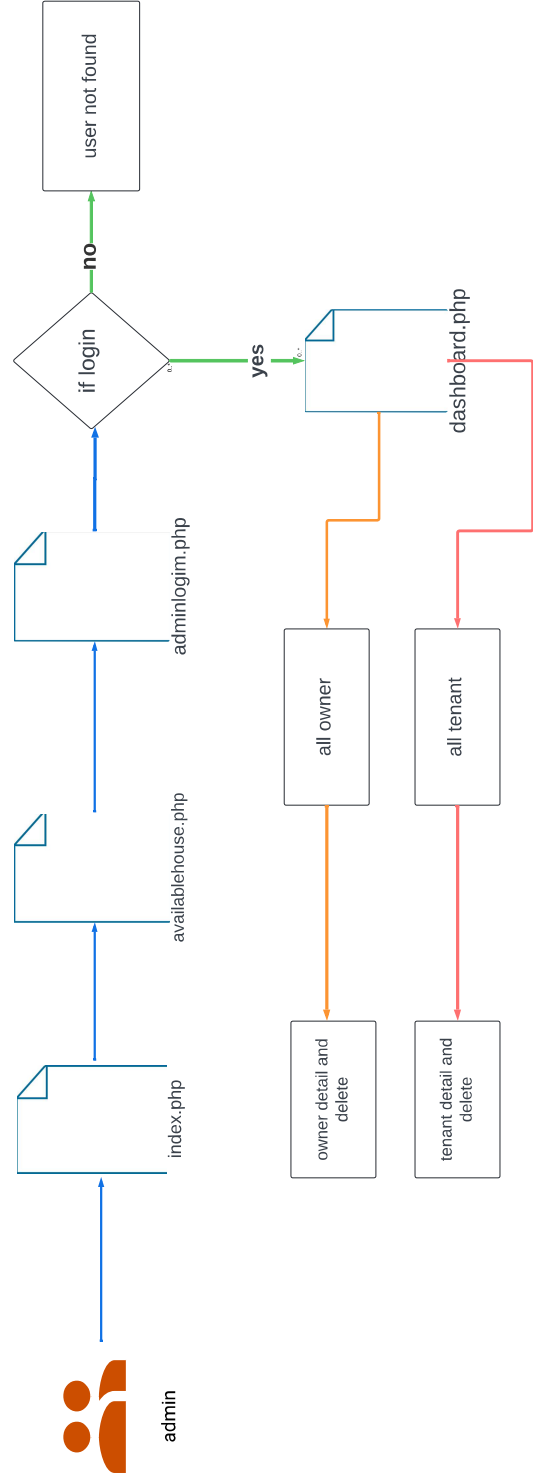 admin
index.php
availablehouse.php
adminlogim.php
if login
no
user not found
yes
dashboard.php
all owner
owner detail and
delete
all tenant
tenant detail and
delete